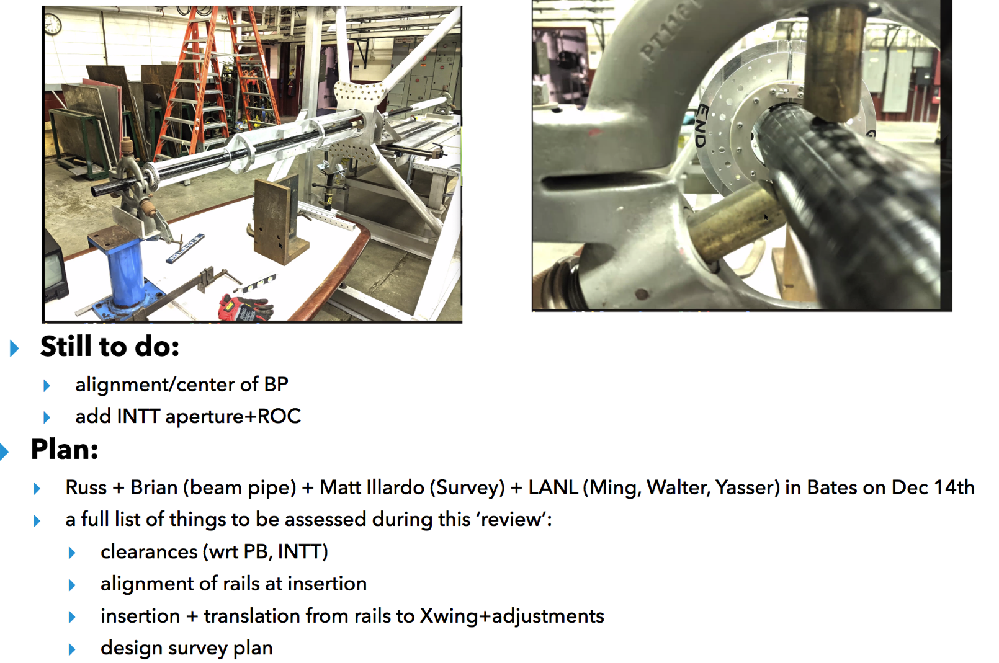 PT116
END
Still to do:
alignment/center of BP
add INTT aperture+ROC
Plan:
Russ + Brian (beam pipe) + Matt Illardo (Survey) + LANL (Ming, Walter, Yasser) in Bates on Dec 14th
a full list of things to be assessed during this ‘review’:
clearances (wrt PB, INTT)
alignment of rails at insertion
insertion + translation from rails to Xwing+adjustments
design survey plan